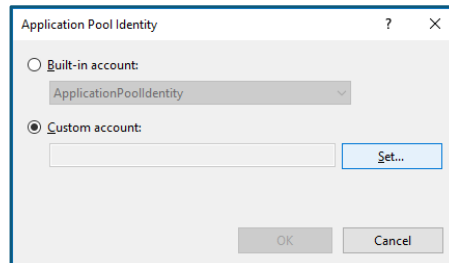 Application Pool Identity
Built-in account:
ApplicationPoolIdentity
Custom account:
Set...
OK
Cancel